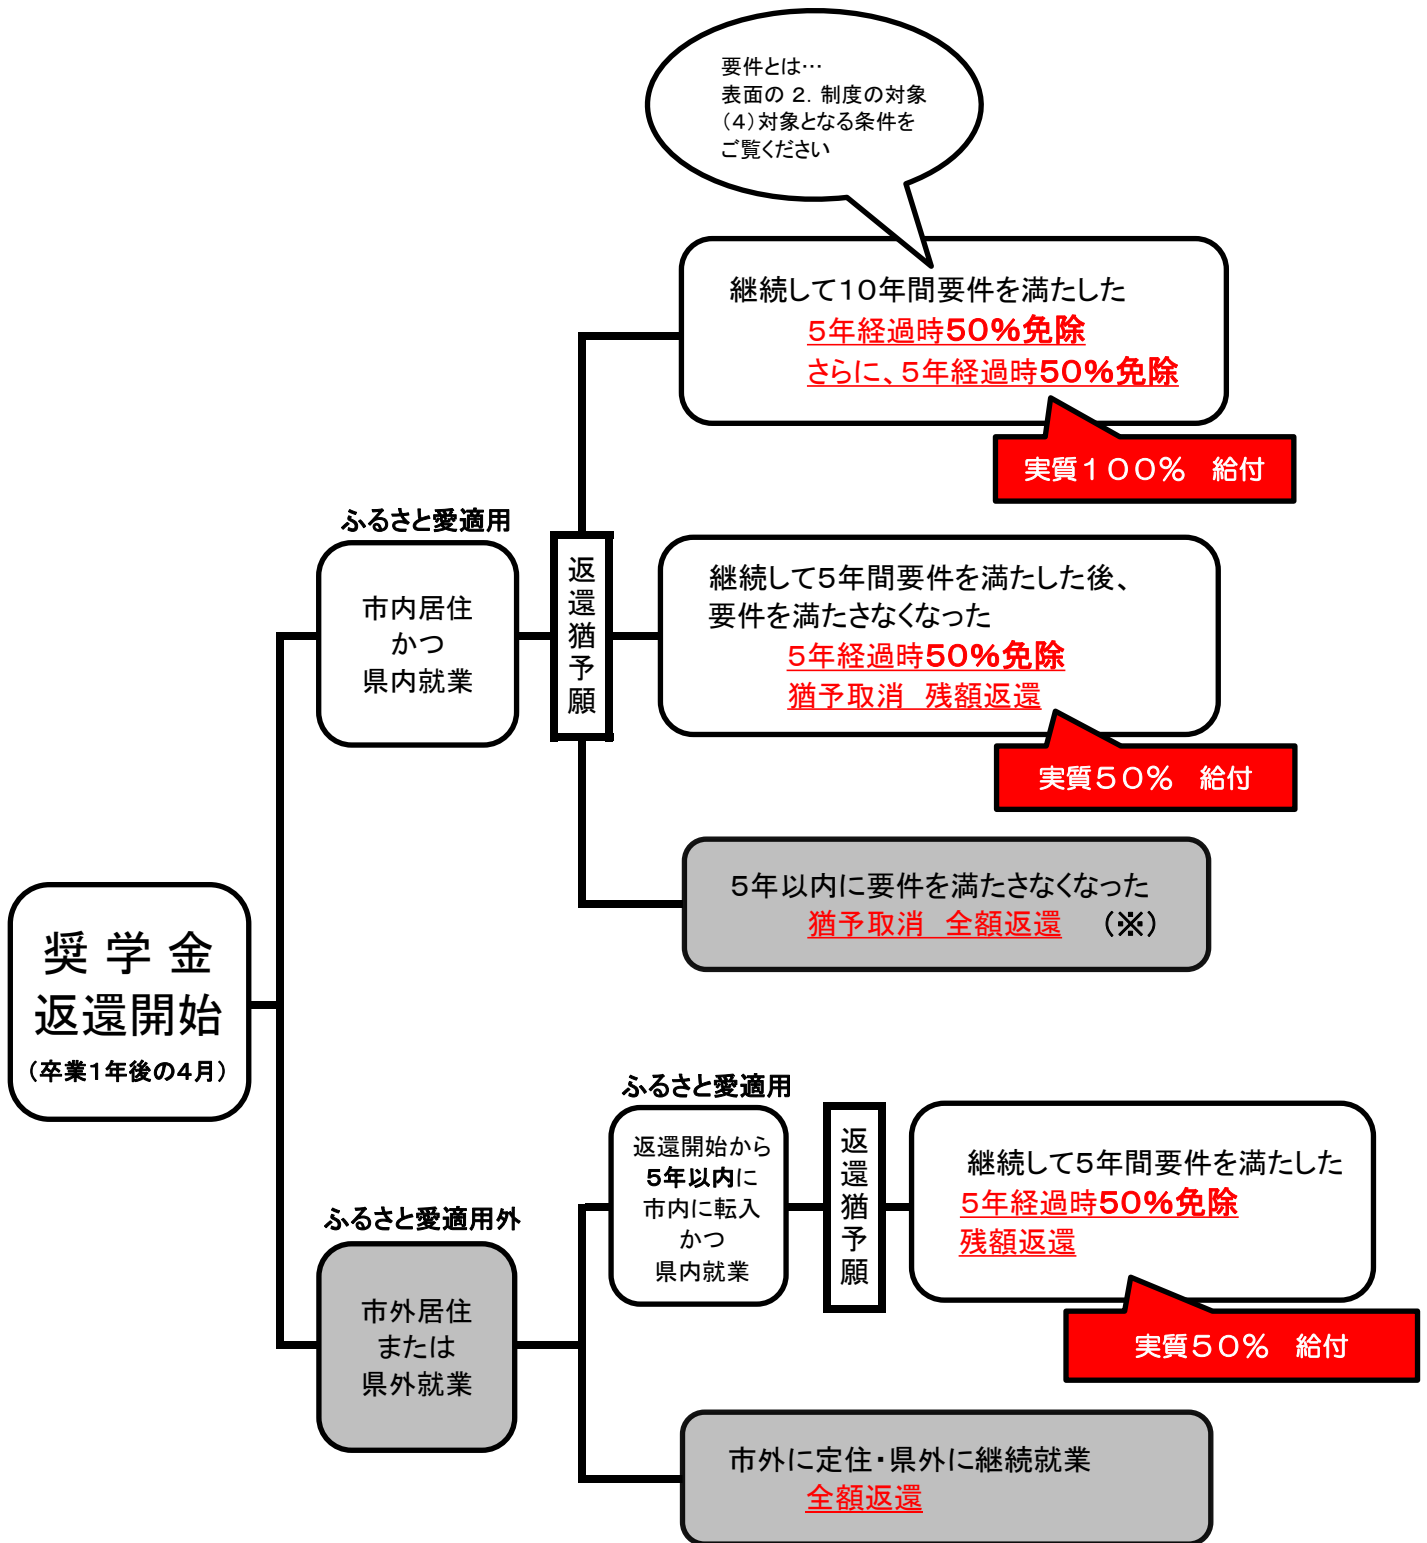 要件とは…
表面の 2．制度の対象
（４）対象となる条件を
ご覧ください
継続して１０年間要件を満たした
５年経過時５０％免除
さらに、５年経過時５０％免除
実質１００％　給付
ふるさと愛適用
市内居住
かつ
県内就業
返還猶予願
継続して５年間要件を満たした後、
要件を満たさなくなった
５年経過時５０％免除
猶予取消　残額返還
実質５０％　給付
５年以内に要件を満たさなくなった
猶予取消　全額返還　（※）
奨 学 金
返還開始
（卒業１年後の４月）
ふるさと愛適用
返還開始から
５年以内に
市内に転入
かつ
県内就業
返還猶予願
継続して５年間要件を満たした
５年経過時５０％免除
残額返還
実質５０％　給付
ふるさと愛適用外
市外居住
または
県外就業
市外に定住・県外に継続就業
全額返還